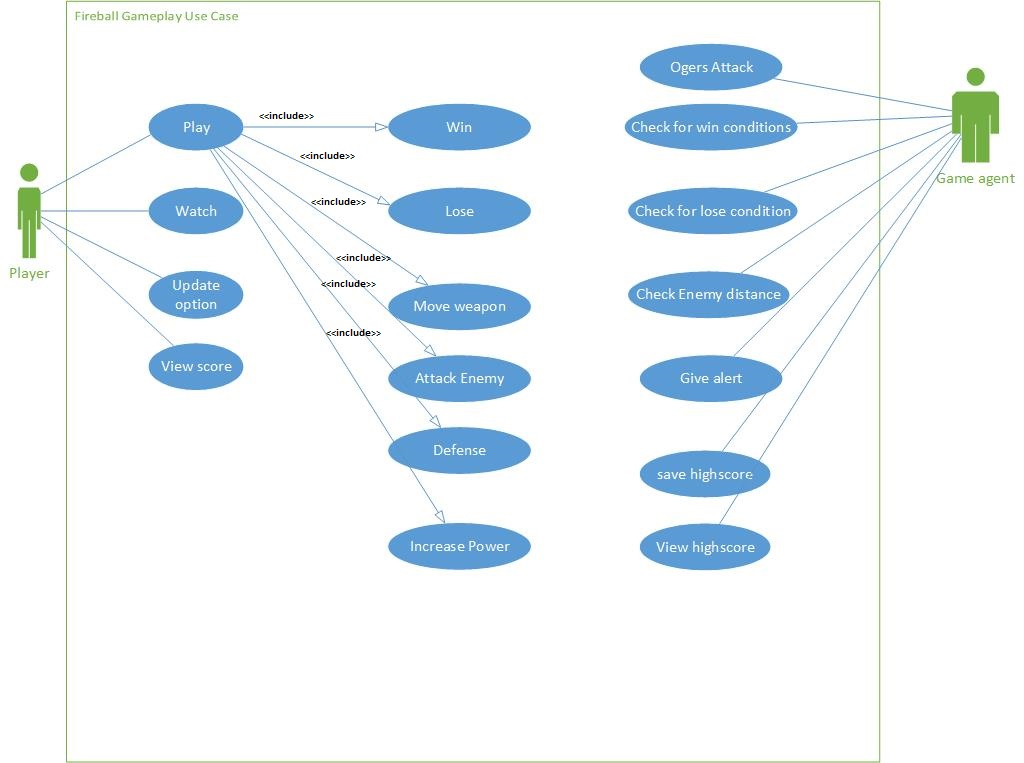 Fireball Gameplay Use Case
Ogers Attack
Play
<<include>>
Win
Check for win conditions
<<include>>
Game agent
<<include>>
Watch
Lose
Check for lose condition
Player
<<include>>
Update
option
<<include>>
Move weapon
Check Enemy distance
<<include>>
View score
Attack Enemy
Give alert
Defense
save highscore
Increase Power
View highscore